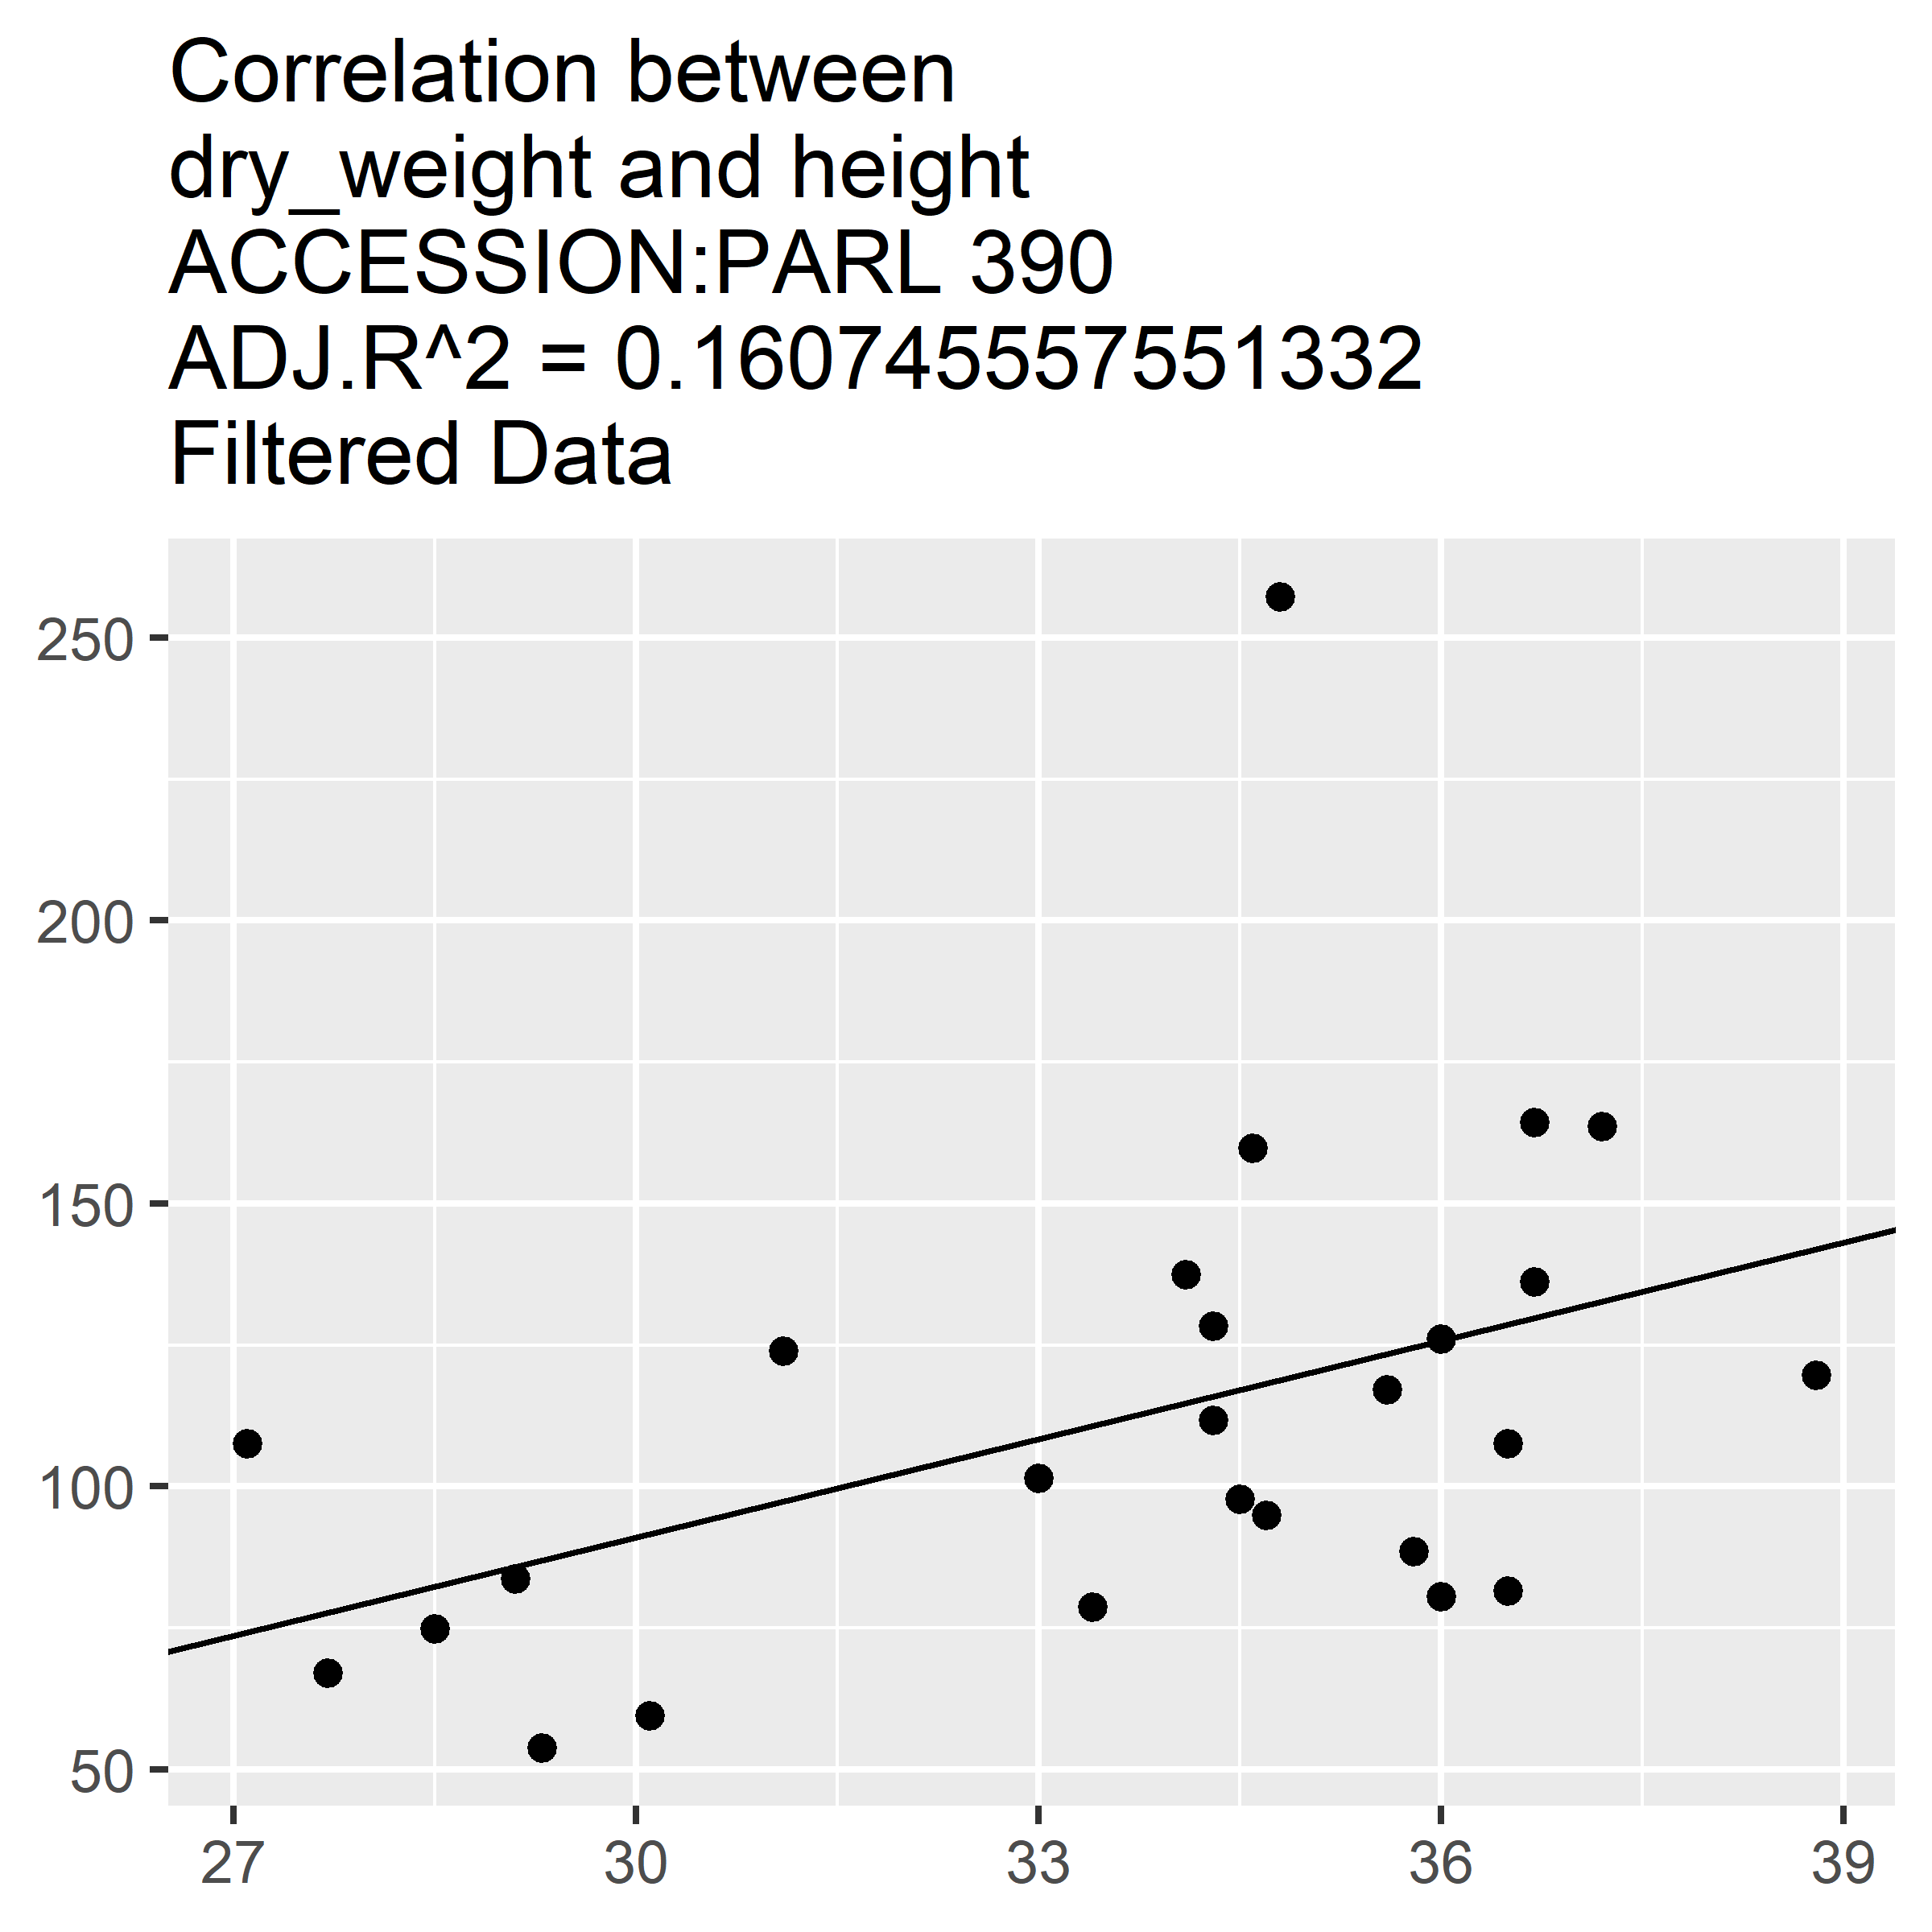 Correlation between
dry_weight and height
ACCESSION:PARL 390
ADJ.R^2 = 0.160745557551332
Filtered Data
250
200
150
100
50
27 30 33 36 39